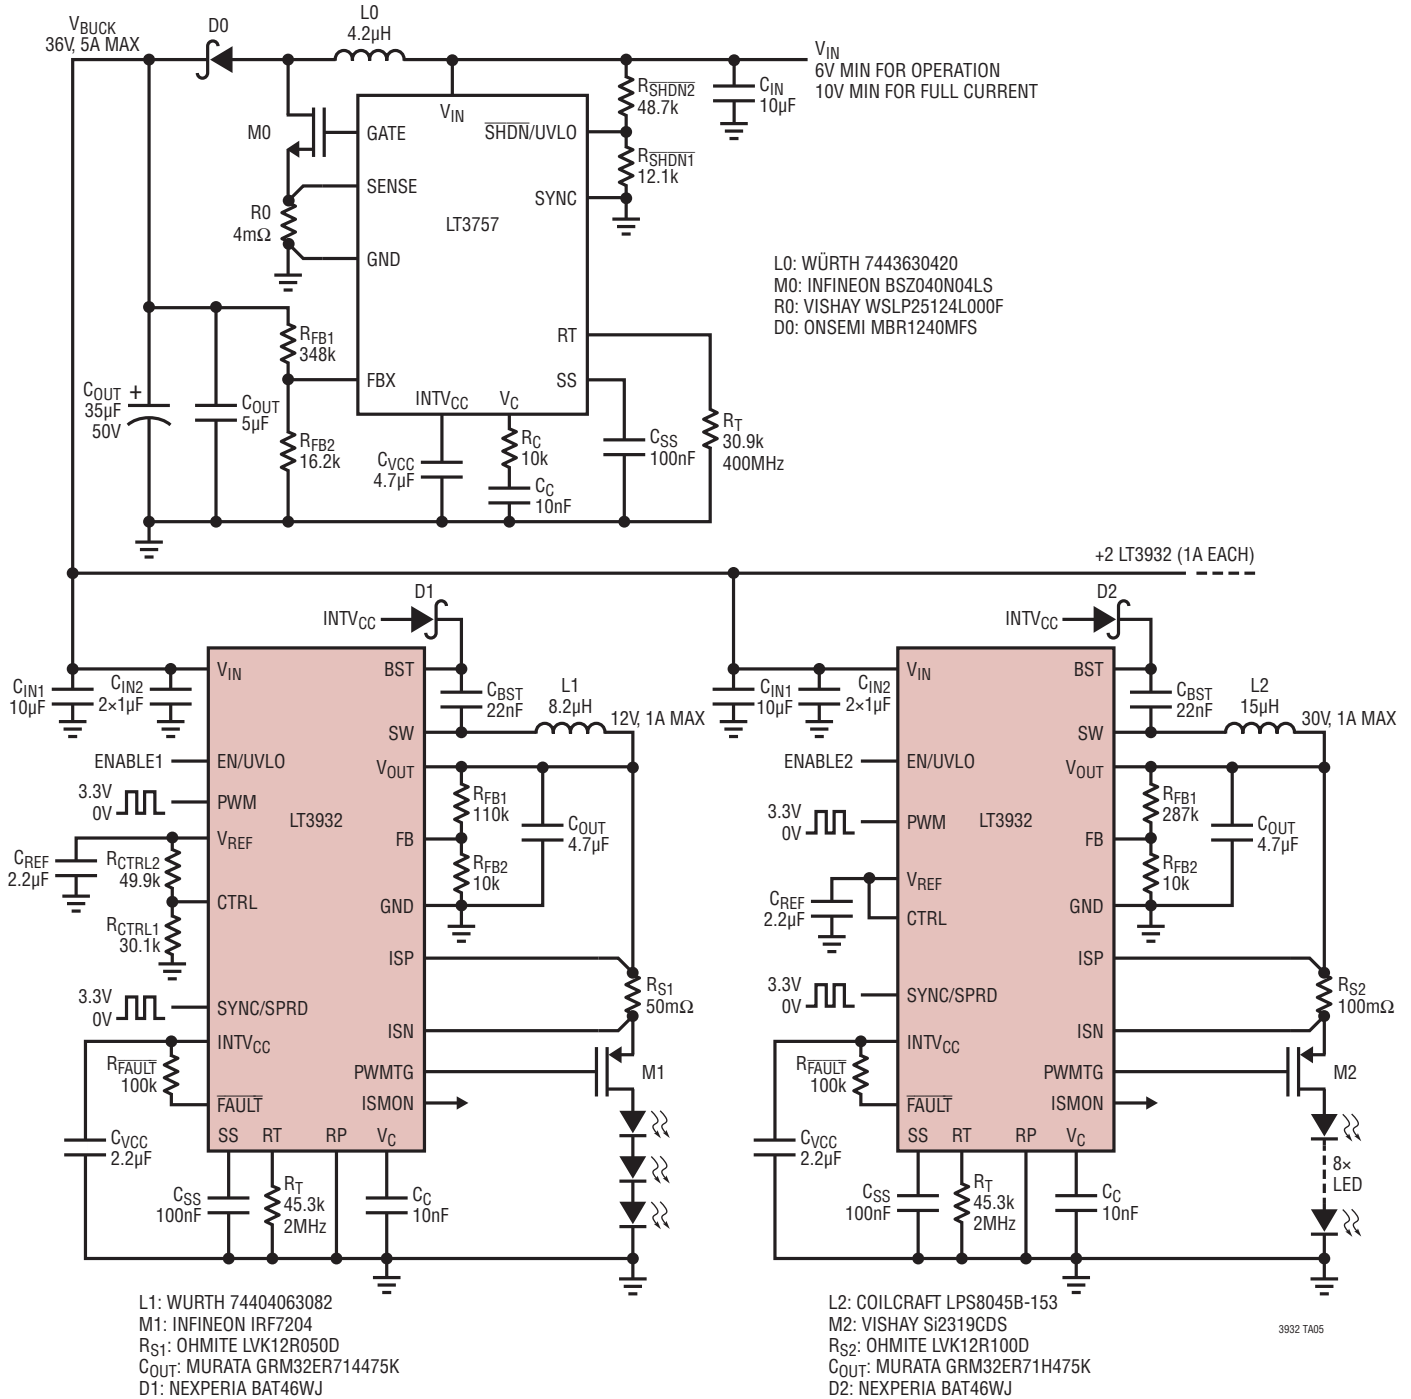 VBUCK
36V, 5A MAX
D0
L0
4.2µH
VIN
6V MIN FOR OPERATION
10V MIN FOR FULL CURRENT
RSHDN2
48.7k
CIN
10µF
M0
VIN
GATE
SHDN/UVLO
RSHDN1
12.1k
SENSE
SYNC
R0
4mΩ
LT3757
GND
L0: WÜRTH 7443630420
M0: INFINEON BSZ040N04LS
R0: VISHAY WSLP25124L000F
D0: ONSEMI MBR1240MFS
RFB1
348k
RT
FBX
SS
INTVCC
VC
COUT
35µF
50V
+
COUT
5µF
RFB2
16.2k
CVCC
4.7µF
RC
10k
CC
10nF
CSS
100nF
RT
30.9k
400MHz
+2 LT3932 (1A EACH)
D1
INTVCC
VIN
BST
CIN1
10µF
CIN2
2×1µF
CBST
22nF
L1
8.2µH
12V, 1A MAX
SW
ENABLE1
EN/UVLO
VOUT
3.3V
0V
PWM
LT3932
RFB1
110k
COUT
4.7µF
VREF
FB
CREF
2.2µF
RCTRL2
49.9k
RFB2
10k
CTRL
GND
RCTRL1
30.1k
ISP
3.3V
0V
SYNC/SPRD
RS1
50mΩ
ISN
INTVCC
RFAULT
100k
PWMTG
M1
FAULT
ISMON
SS
RT
RP
VC
CVCC
2.2µF
CSS
100nF
RT
45.3k
2MHz
CC
10nF
L1: WURTH 74404063082
M1: INFINEON IRF7204
RS1: OHMITE LVK12R050D
COUT: MURATA GRM32ER714475K
D1: NEXPERIA BAT46WJ
D2
INTVCC
VIN
BST
CIN1
10µF
CIN2
2×1µF
CBST
22nF
L2
15µH
30V, 1A MAX
SW
ENABLE2
EN/UVLO
VOUT
3.3V
0V
PWM
LT3932
RFB1
287k
COUT
4.7µF
FB
VREF
RFB2
10k
CREF
2.2µF
CTRL
GND
ISP
3.3V
0V
SYNC/SPRD
RS2
100mΩ
ISN
INTVCC
RFAULT
100k
PWMTG
M2
FAULT
ISMON
SS
RT
RP
VC
CVCC
2.2µF
8×
LED
CSS
100nF
RT
45.3k
2MHz
CC
10nF
L2: COILCRAFT LPS8045B-153
M2: VISHAY Si2319CDS
RS2: OHMITE LVK12R100D
COUT: MURATA GRM32ER71H475K
D2: NEXPERIA BAT46WJ
3932 TA05